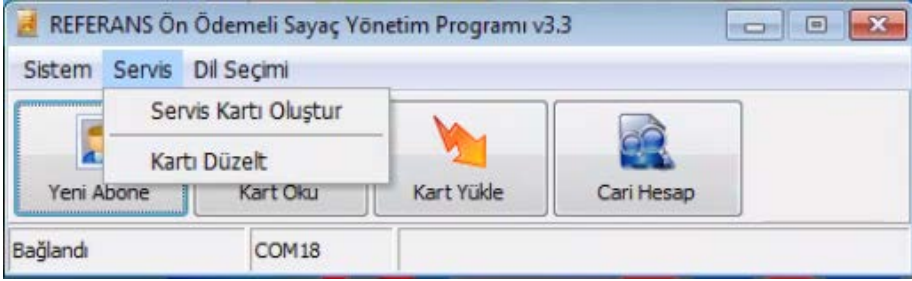 REFERANS Ön Ödemeli Sayaç Yönetim Programı v3.3
Sistem Servis Dil Seçimi
Servis Kartı Oluştur
Kartı Düzelt
Yeni Abone Kart Oku Kart Yükle Cari Hesap
Bağlandı COM18